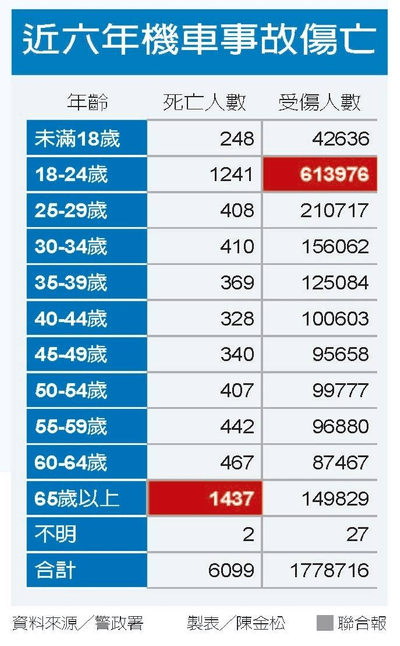 近六年機車事故傷亡
年齡 死亡人數 受傷人數
未滿18歲 248 42636
18-24歲 1241 613976
25-29歲 408 210717
30-34歲 410 156062
35-39歲 369 125084
40-44歲 328 100603
45-49歲 340 95658
50-54歲 407 99777
55-59歲 442 96880
60-64歲 467 87467
65歲以上 1437 149829
不明 2 27
合計 6099 1778716
資料來源／警政署 製表／陳金松 聯合報